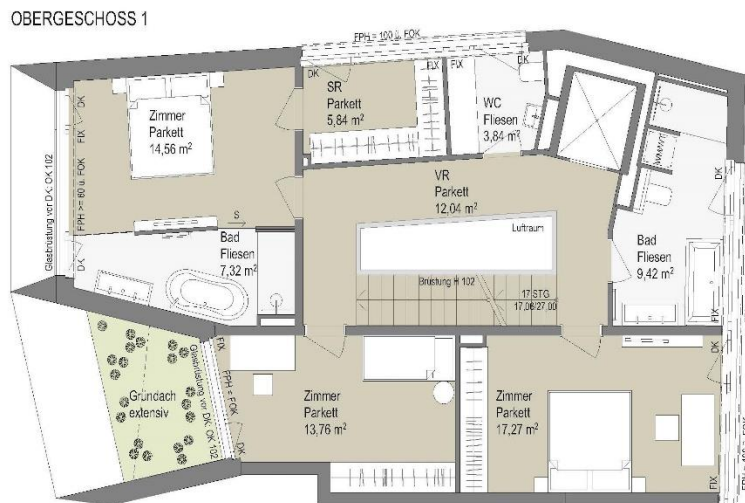 OBERGESCHOSS 1
FPH = 100 ü. FOK
DK
FIX
FIX
DK
SR
Parkett
5,84 m²
WC
Fliesen
3,84 m²
DK
FIX
Zimmer
Parkett
14,56 m²
FPH >= 60 ü. FOK
Glasbrüstung vor DK: OK 102
VR
Parkett
12,04 m²
DK
Luftraum
S
Bad
Fliesen
7,32 m²
DK
Bad
Fliesen
9,42 m²
Brüstung H 102
17 STG
17,06/27,00
FIX
Gründach
extensiv
Glasbrüstung vor DK: OK 102
FIX
FPH = FOK
DK
Zimmer
Parkett
13,76 m²
Zimmer
Parkett
17,27 m²
DK
FIX